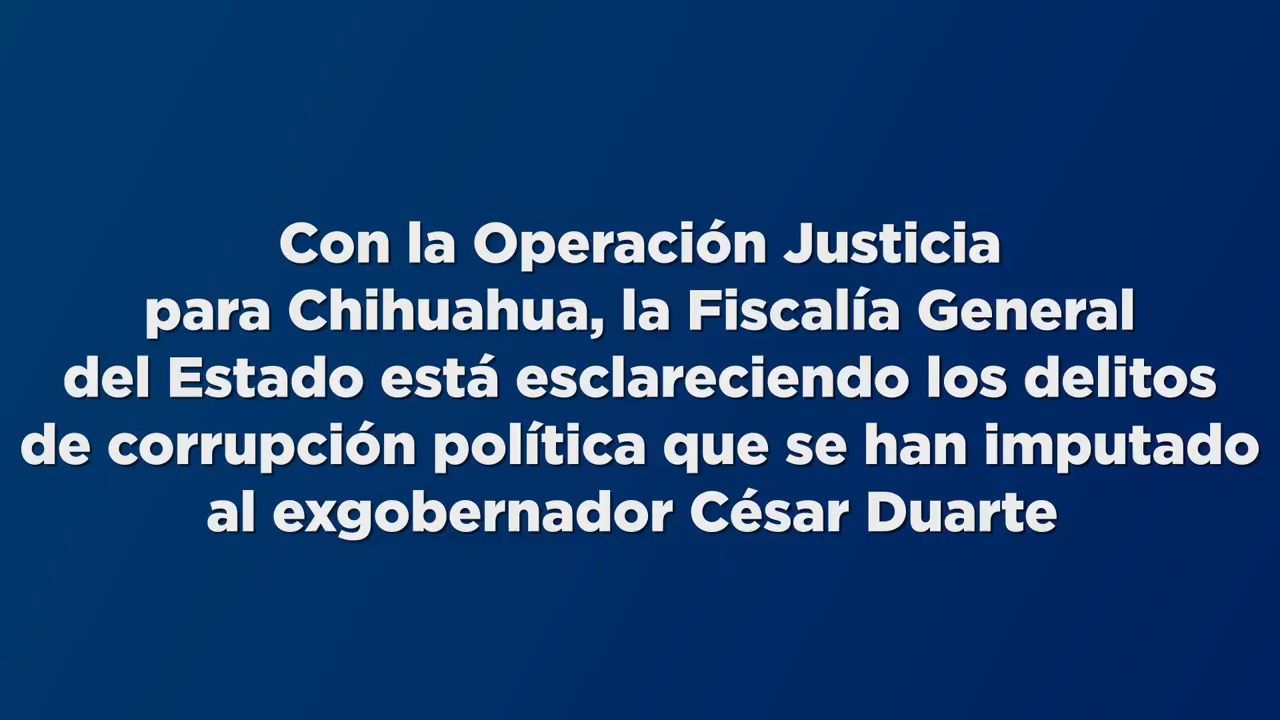 Con la Operación Justicia
para Chihuahua, la Fiscalía General
del Estado está esclareciendo los delitos
de corrupción política que se han imputado
al exgobernador César Duarte